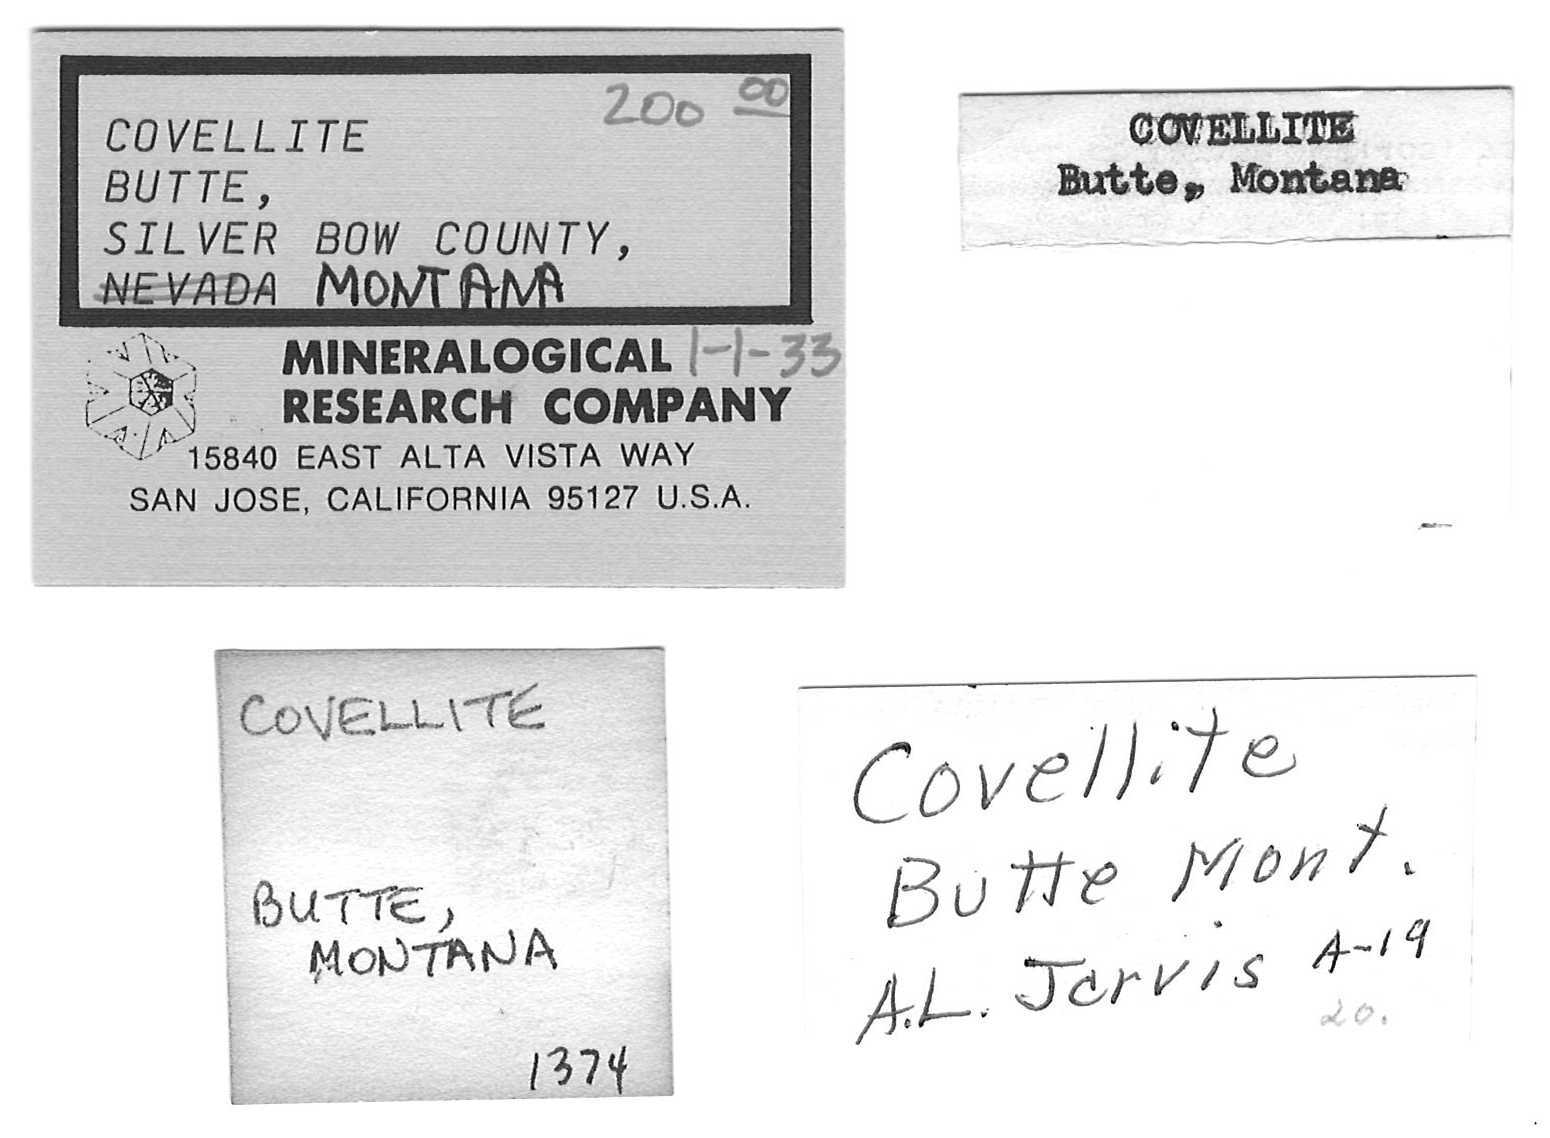 200 00
COVELLITE
BUTTE,
SILVER BOW COUNTY,
NEVADA MONTANA
MINERALOGICAL 1-1-33
RESEARCH COMPANY
15840 EAST ALTA VISTA WAY
SAN JOSE, CALIFORNIA 95127 U.S.A.
COVELLITE
Butte, Montana
COVELLITE
BUTTE,
MONTANA
1374
Covellite
Butte Mont.
A.L. Jarvis A-19
20.